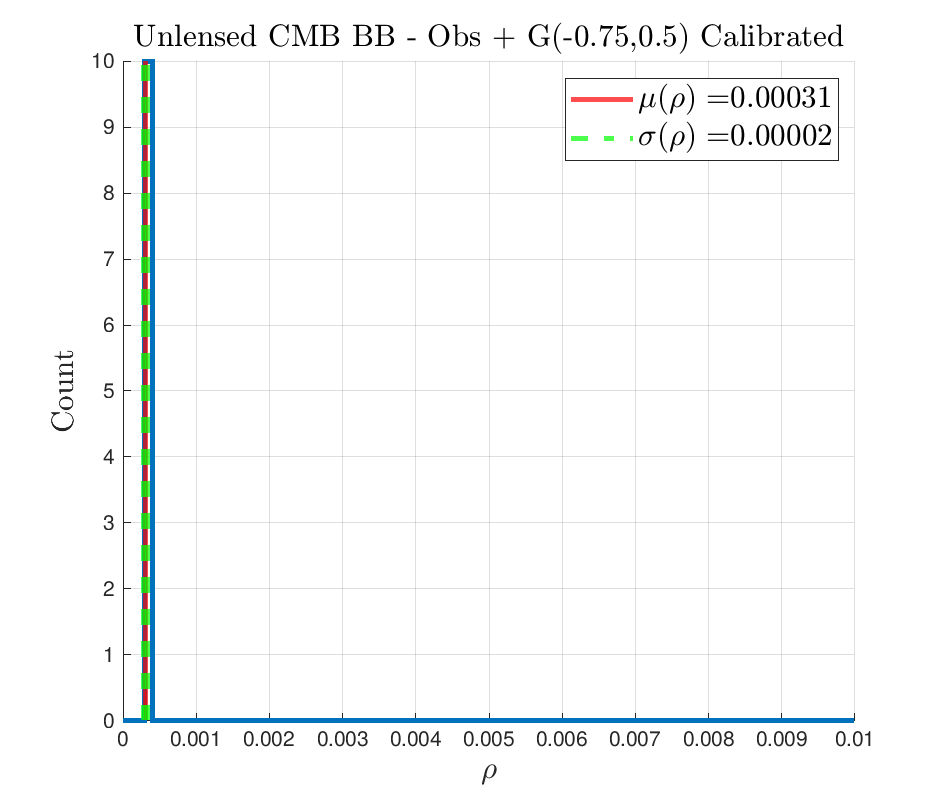 Unlensed CMB BB - Obs + G(-0.75,0.5) Calibrated
μ(ρ) =0.00031
σ(ρ) =0.00002
10
9
8
7
6
5
4
3
2
1
0
Count
0 0.001 0.002 0.003 0.004 0.005 0.006 0.007 0.008 0.009 0.01
ρ